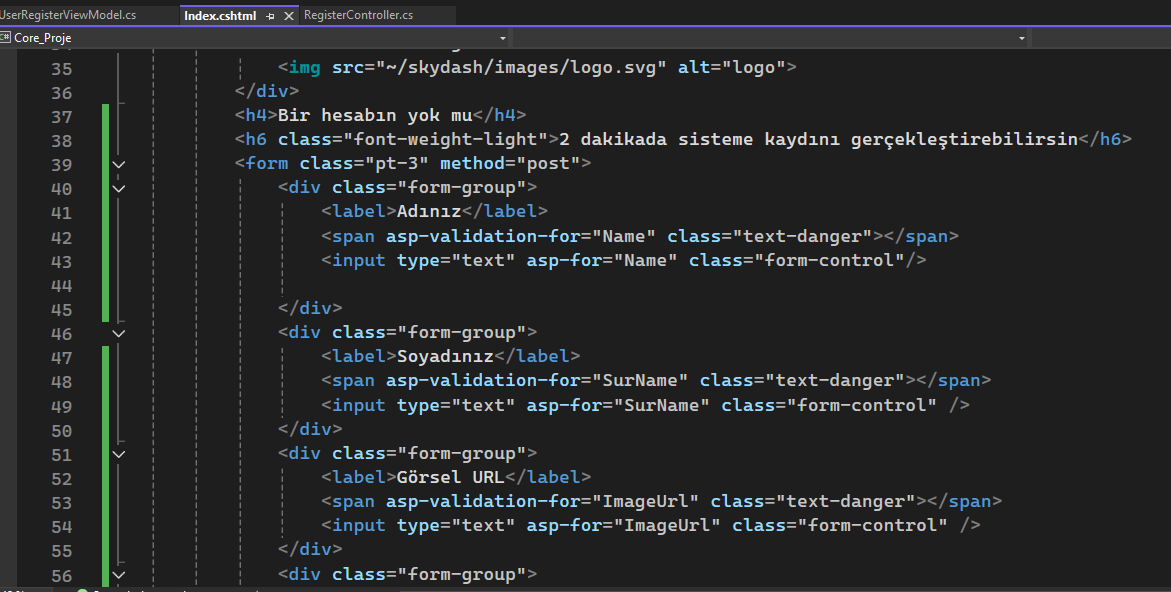 UserRegisterViewModel.cs Index.cshtml RegisterController.cs
C# Core_Proje
35 <img src="~/skydash/images/logo.svg" alt="logo">
36 </div>
37 <h4>Bir hesabın yok mu</h4>
38 <h6 class="font-weight-light">2 dakikada sisteme kaydını gerçekleştirebilirsin</h6>
39 <form class="pt-3" method="post">
40 <div class="form-group">
41 <label>Adınız</label>
42 <span asp-validation-for="Name" class="text-danger"></span>
43 <input type="text" asp-for="Name" class="form-control"/>
44
45 </div>
46 <div class="form-group">
47 <label>Soyadınız</label>
48 <span asp-validation-for="SurName" class="text-danger"></span>
49 <input type="text" asp-for="SurName" class="form-control" />
50 </div>
51 <div class="form-group">
52 <label>Görsel URL</label>
53 <span asp-validation-for="ImageUrl" class="text-danger"></span>
54 <input type="text" asp-for="ImageUrl" class="form-control" />
55 </div>
56 <div class="form-group">